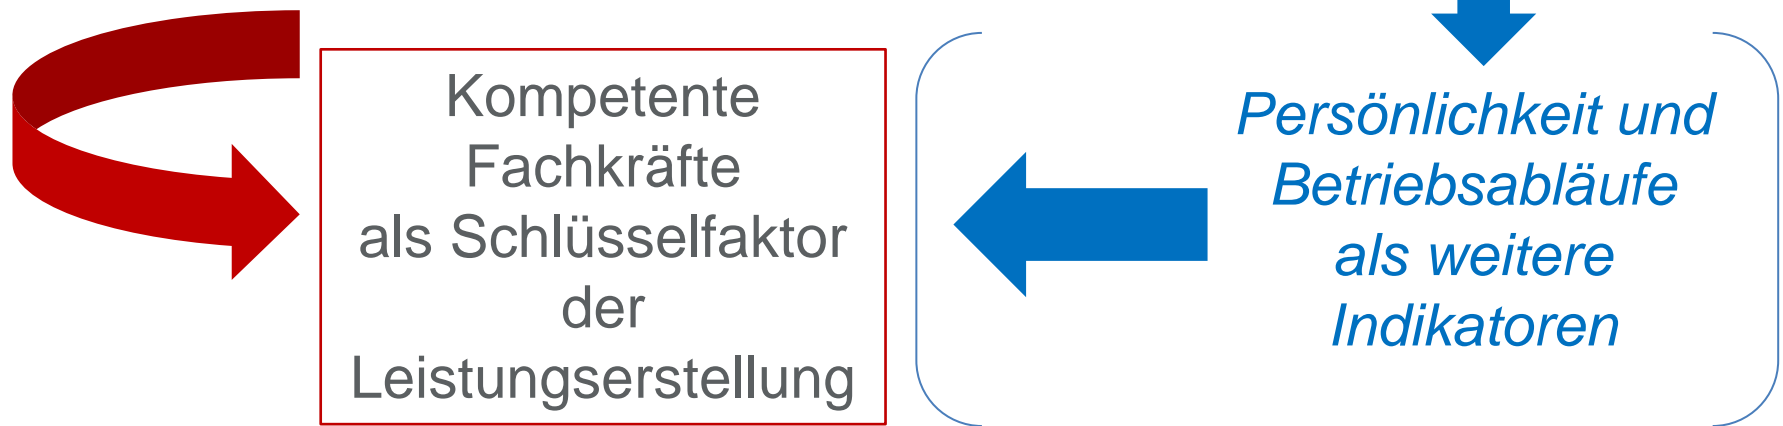 Kompetente
Fachkräfte
als Schlüsselfaktor
der
Leistungserstellung
Persönlichkeit und
Betriebsabläufe
als weitere
Indikatoren